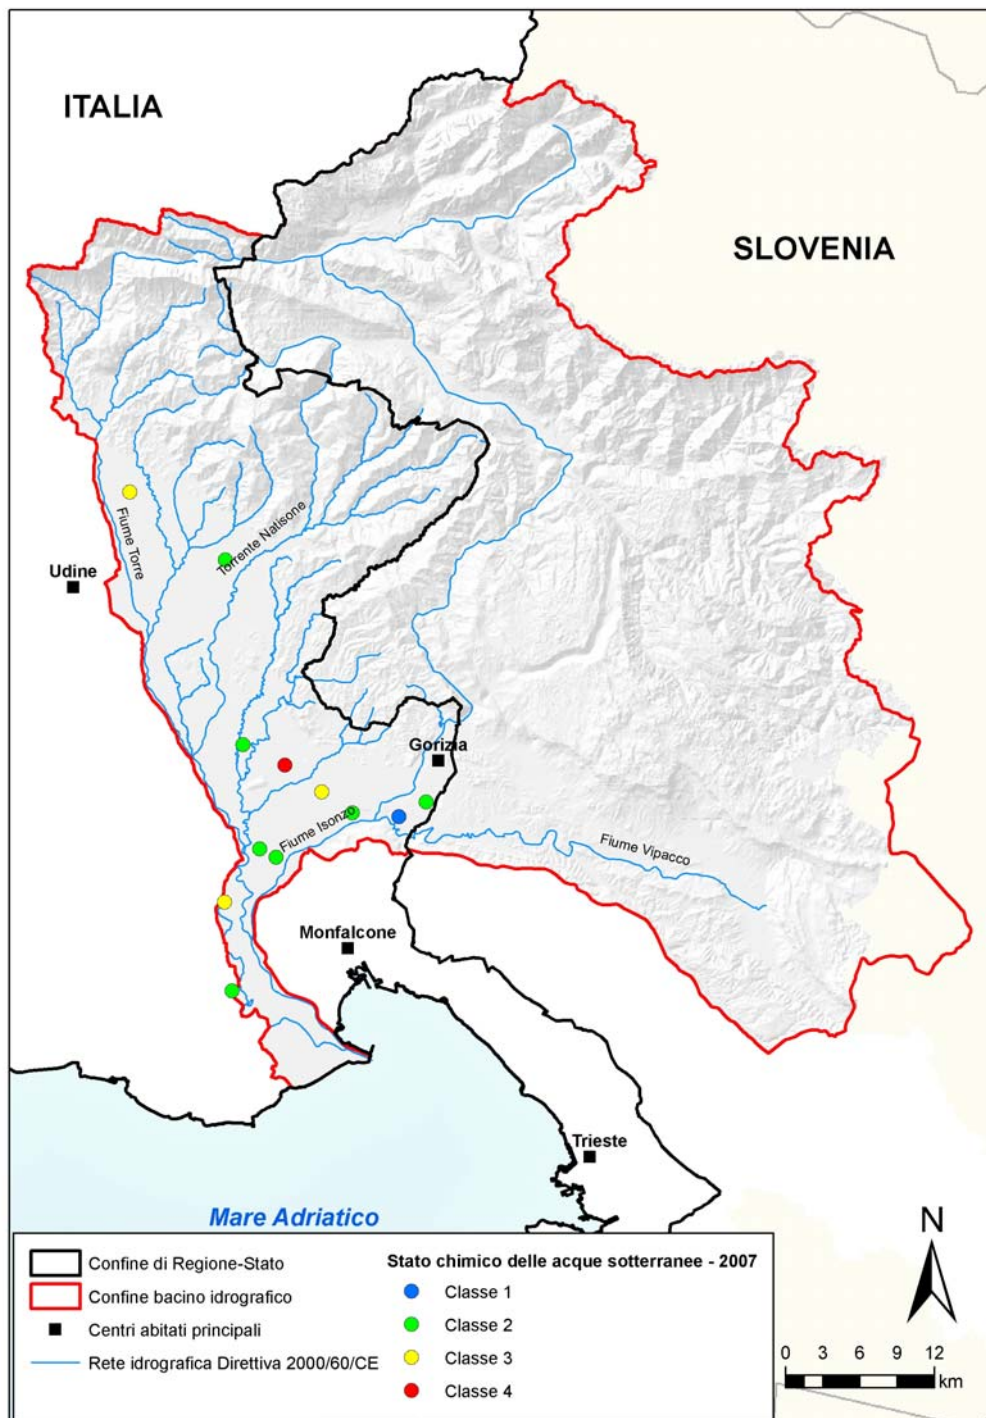 ITALIA
SLOVENIA
Fiume Torre
Torrente Natisone
Udine
Gorizia
Fiume Isonzo
Fiume Vipacco
Monfalcone
Trieste
Mare Adriatico
N
Confine di Regione-Stato
Confine bacino idrografico
Centri abitati principali
Rete idrografica Direttiva 2000/60/CE
Stato chimico delle acque sotterranee - 2007
Classe 1
Classe 2
Classe 3
Classe 4
0 3 6 9 12
km